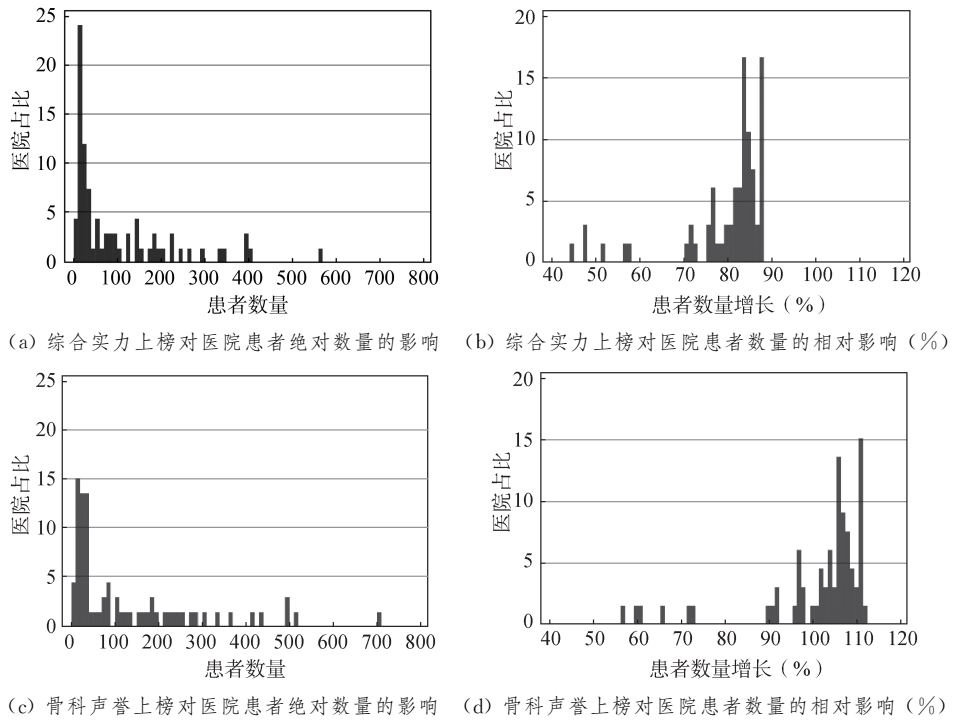 25
20
15
10
5
0
医院占比
0 100 200 300 400 500 600 700 800
患者数量
(a) 综合实力上榜对医院患者绝对数量的影响
20
15
10
5
0
医院占比
40 50 60 70 80 90 100 110 120
患者数量增长(%)
(b) 综合实力上榜对医院患者数量的相对影响(%)
25
20
15
10
5
0
医院占比
0 100 200 300 400 500 600 700 800
患者数量
(c) 骨科声誉上榜对医院患者绝对数量的影响
20
15
10
5
0
医院占比
40 50 60 70 80 90 100 110 120
患者数量增长(%)
(d) 骨科声誉上榜对医院患者数量的相对影响(%)